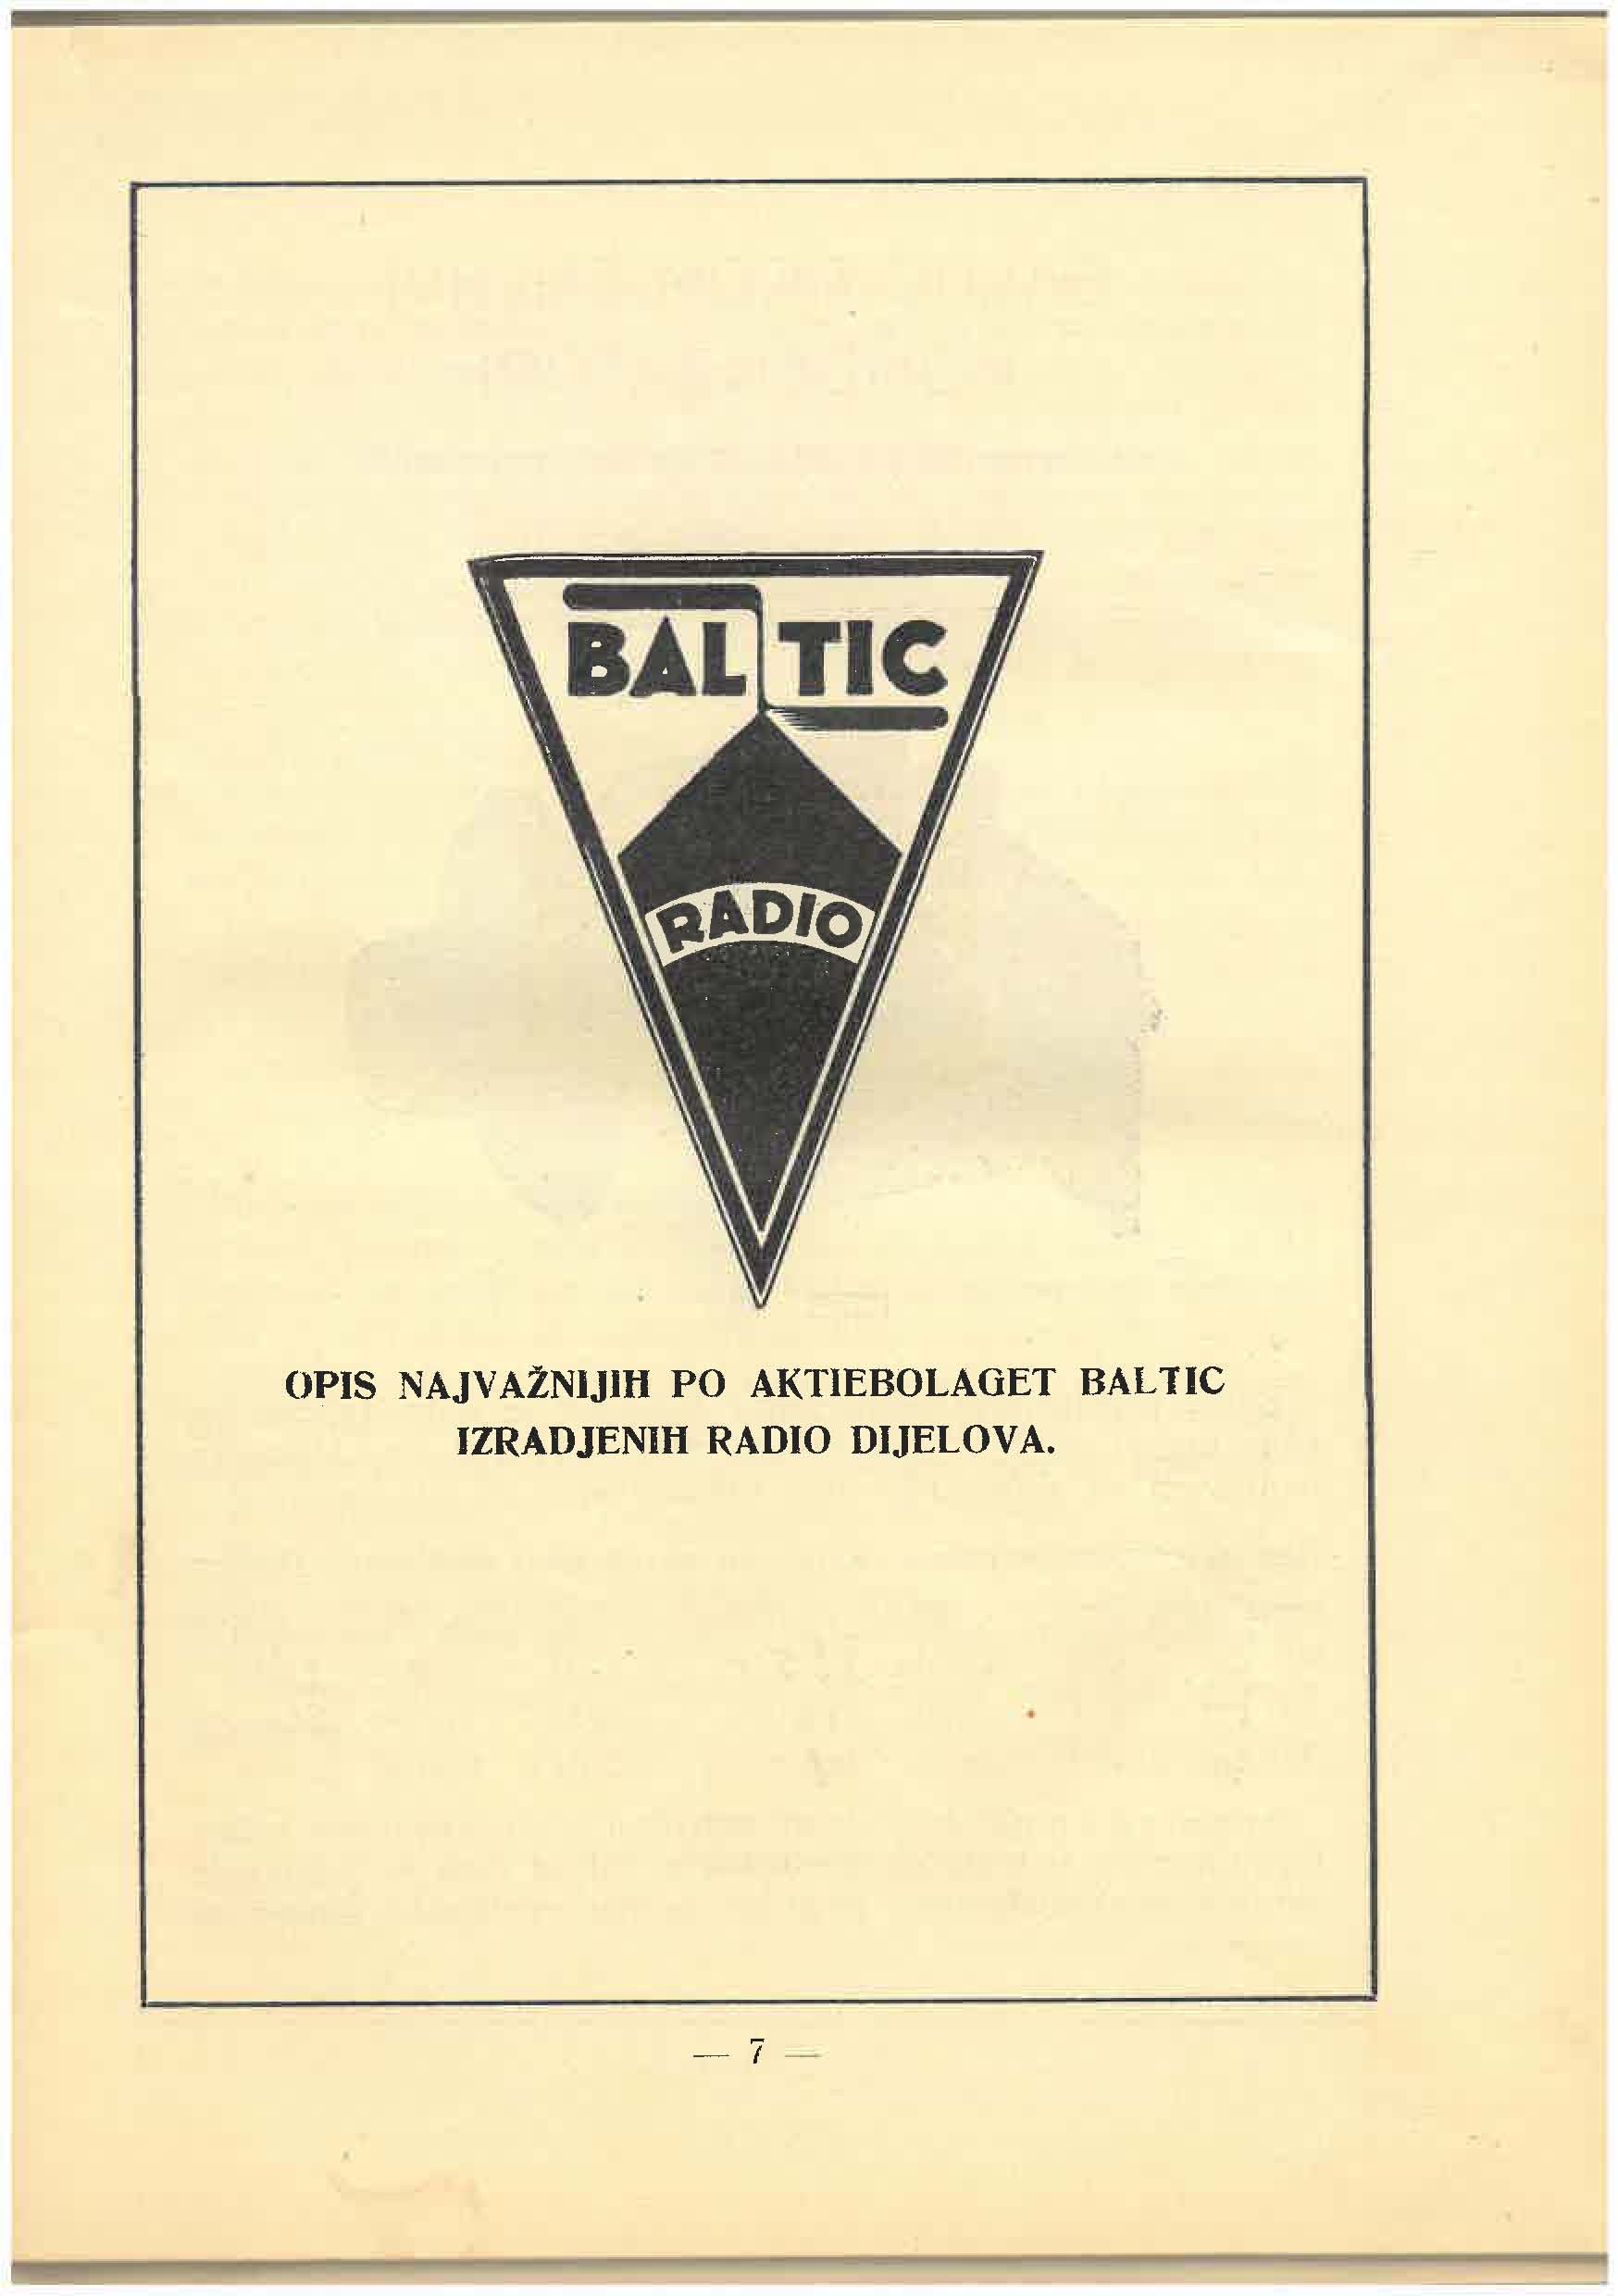 BALTIC
RADIO
OPIS NAJVAŽNIJIH PO AKTIEBOLAGET BALTIC
IZRADJENIH RADIO DIJELOVA.
— 7 —